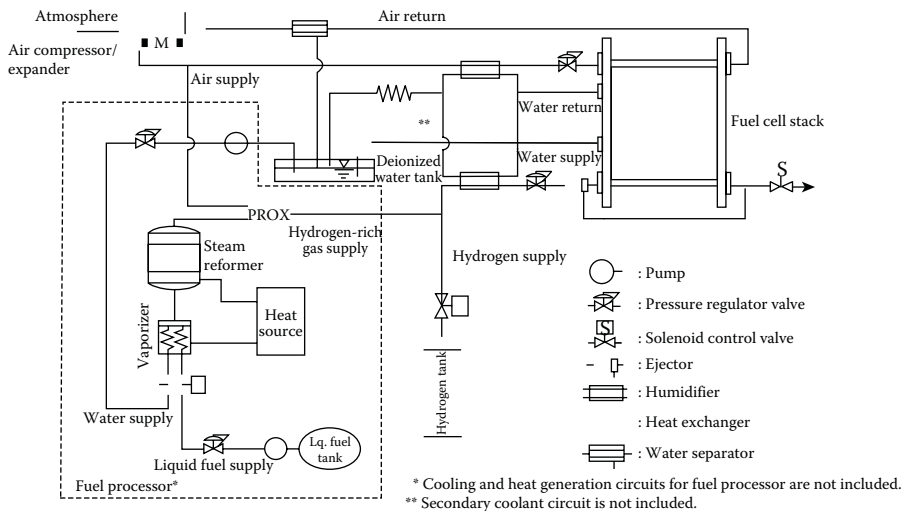 Atmosphere
Air compressor/
expander
M
Air return
Air supply
Water return
**
Water supply
Deionized
water tank
Fuel cell stack
S
PROX
Hydrogen-rich
gas supply
Steam
reformer
Hydrogen supply
Vaporizer
Heat
source
Hydrogen tank
Water supply
Liquid fuel supply
Lq. fuel
tank
Fuel processor*
: Pump
: Pressure regulator valve
S
: Solenoid control valve
: Ejector
: Humidifier
: Heat exchanger
: Water separator
* Cooling and heat generation circuits for fuel processor are not included.
** Secondary coolant circuit is not included.